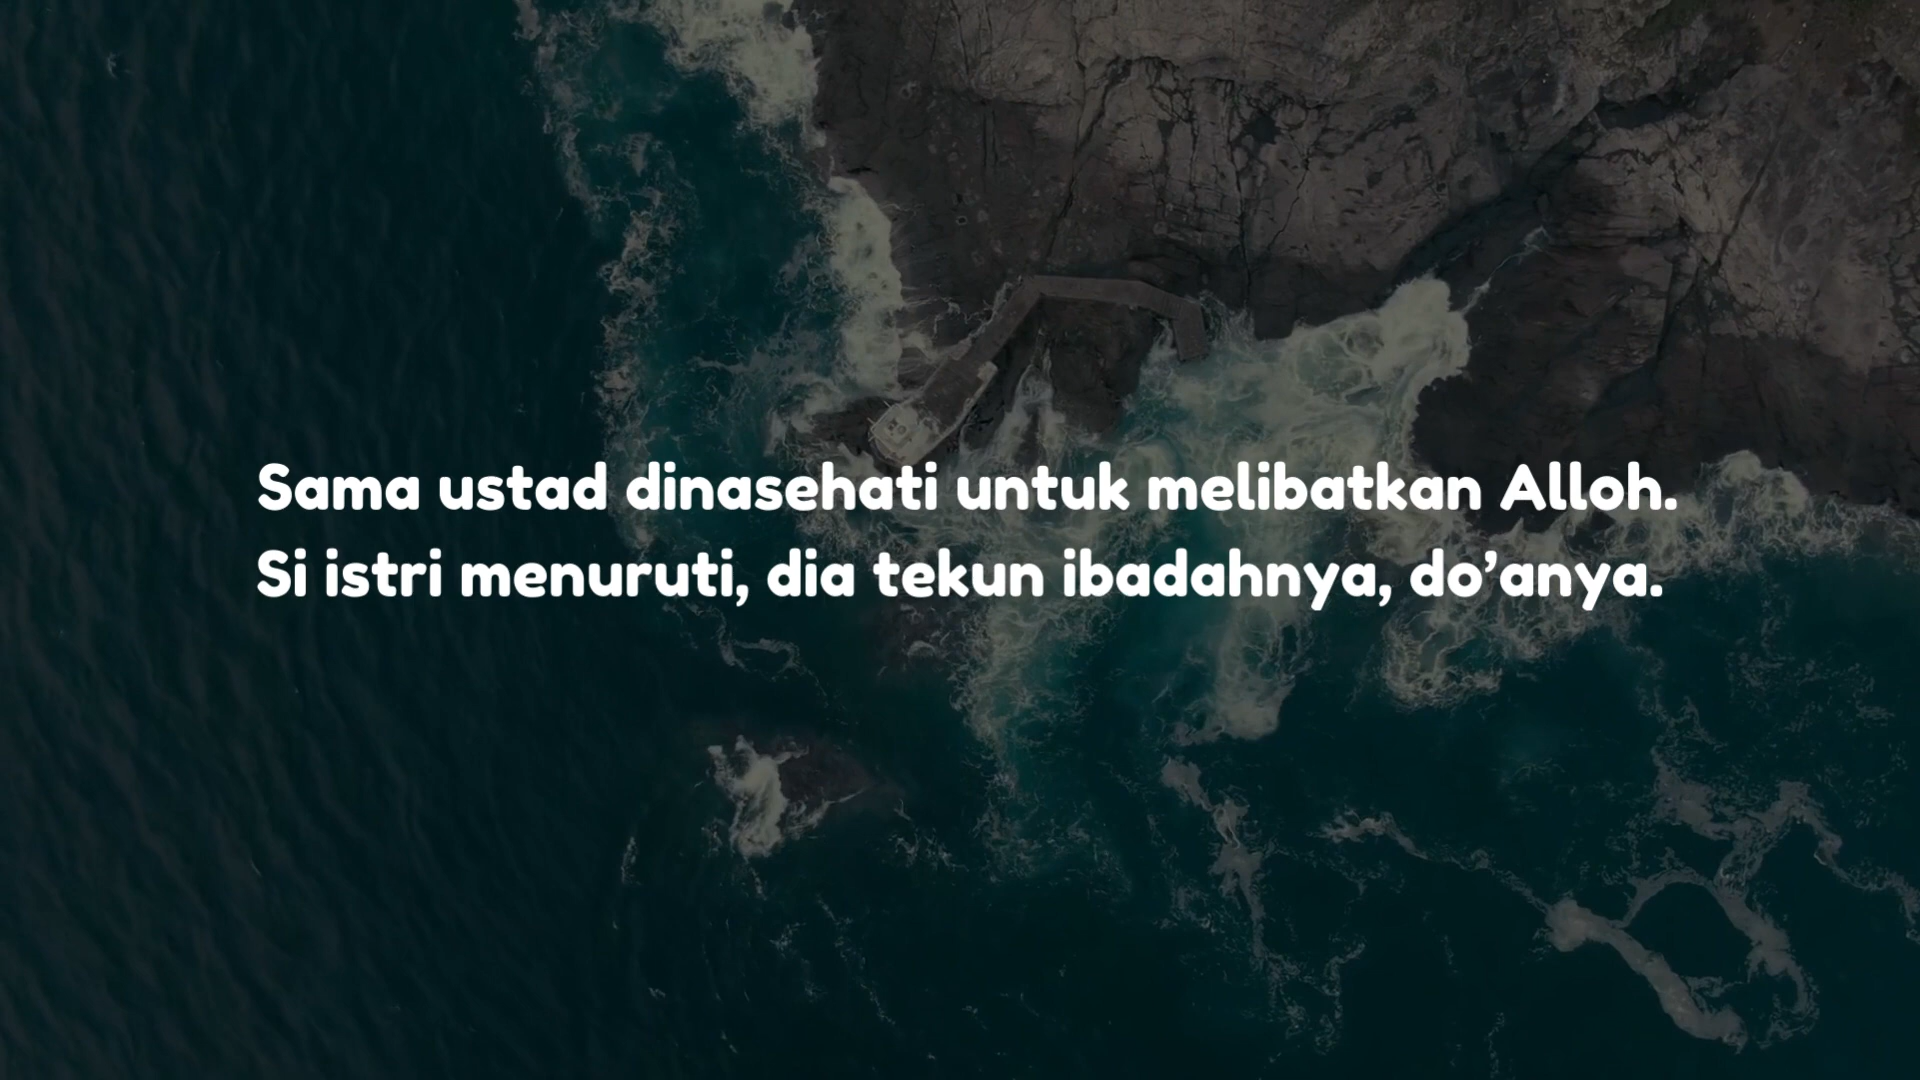 Sama ustad dinasehati untuk melibatkan Alloh.
Si istri menuruti, dia tekun ibadahnya, do’anya.